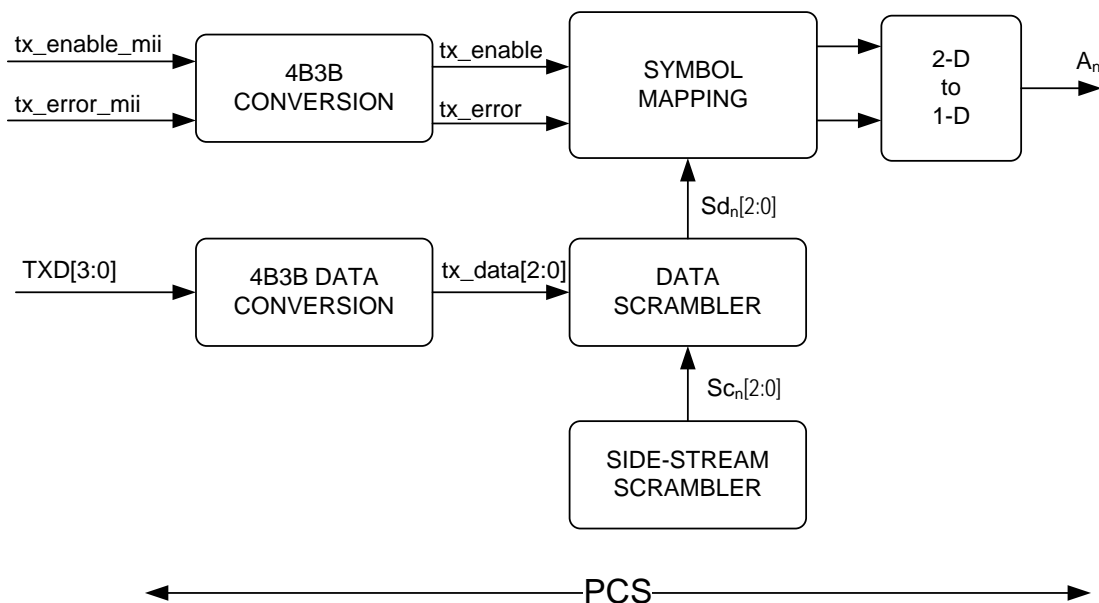 tx_enable_mii
tx_error_mii
4B3B
CONVERSION
tx_enable
tx_error
SYMBOL
MAPPING
2-D
to
1-D
Aₙ
Sdₙ[2:0]
TXD[3:0]
4B3B DATA
CONVERSION
tx_data[2:0]
DATA
SCRAMBLER
Scₙ[2:0]
SIDE-STREAM
SCRAMBLER
PCS